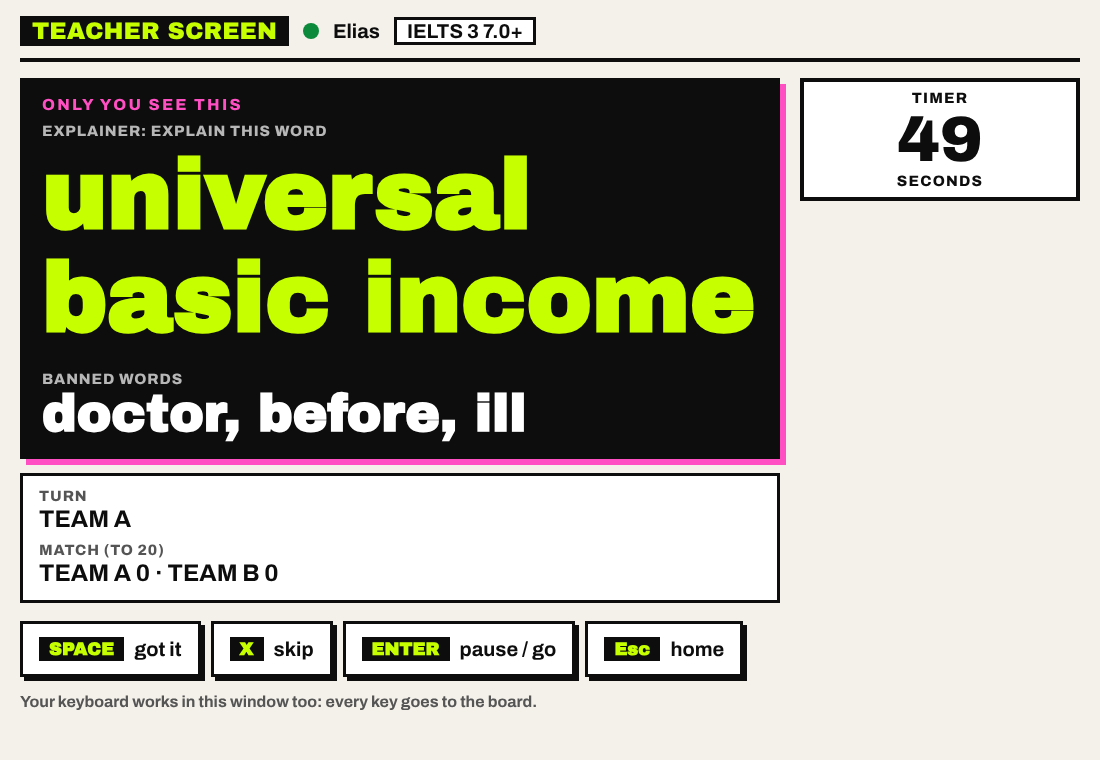 TEACHER SCREEN
Elias
IELTS 3 7.0+
ONLY YOU SEE THIS
EXPLAINER: EXPLAIN THIS WORD
universal
basic income
BANNED WORDS
doctor, before, ill
TIMER
49
SECONDS
TURN
TEAM A
MATCH (TO 20)
TEAM A 0 · TEAM B 0
SPACE got it
X skip
ENTER pause / go
Esc home
Your keyboard works in this window too: every key goes to the board.